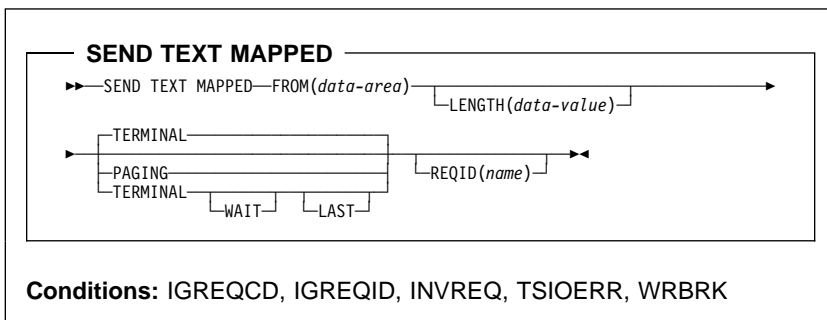 SEND TEXT MAPPED
SEND TEXT MAPPED FROM(data-area) LENGTH(data-value)
TERMINAL
PAGING
TERMINAL WAIT LAST REQID(name)
Conditions: IGREQCD, IGREQID, INVREQ, TSIOERR, WRBRK